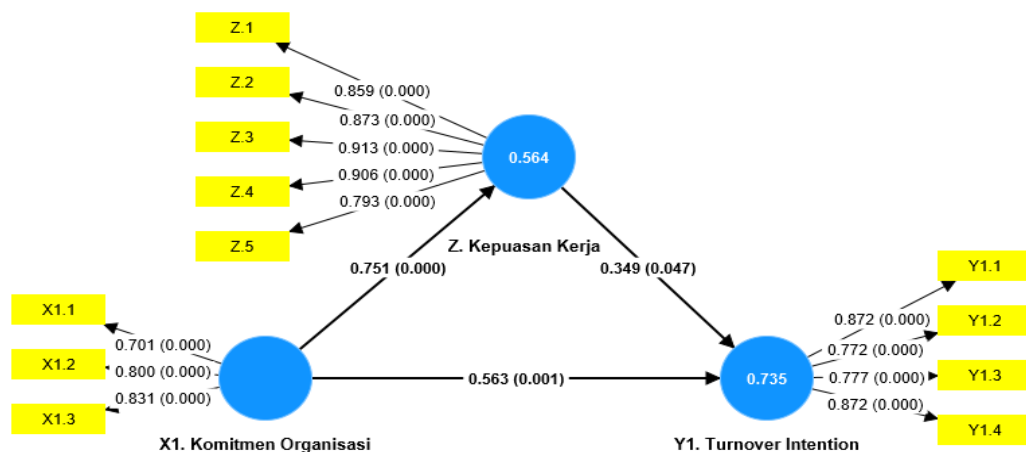 Z.1
Z.2
Z.3
Z.4
Z.5
0.859 (0.000)
0.873 (0.000)
0.913 (0.000)
0.906 (0.000)
0.793 (0.000)
0.564
Z. Kepuasan Kerja
0.751 (0.000)
0.349 (0.047)
X1.1
X1.2
X1.3
0.701 (0.000)
0.800 (0.000)
0.831 (0.000)
X1. Komitmen Organisasi
0.563 (0.001)
0.735
Y1. Turnover Intention
0.872 (0.000)
0.772 (0.000)
0.777 (0.000)
0.872 (0.000)
Y1.1
Y1.2
Y1.3
Y1.4